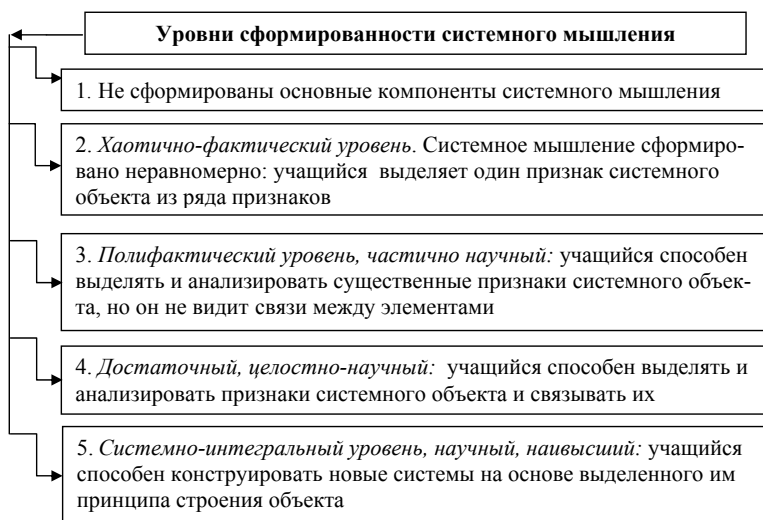 Уровни сформированности системного мышления
1. Не сформированы основные компоненты системного мышления
2. Хаотично-фактический уровень. Системное мышление сформиро-
вано неравномерно: учащийся выделяет один признак системного
объекта из ряда признаков
3. Полифактический уровень, частично научный: учащийся способен
выделять и анализировать существенные признаки системного объек-
та, но он не видит связи между элементами
4. Достаточный, целостно-научный: учащийся способен выделять и
анализировать признаки системного объекта и связывать их
5. Системно-интегральный уровень, научный, наивысший: учащийся
способен конструировать новые системы на основе выделенного им
принципа строения объекта